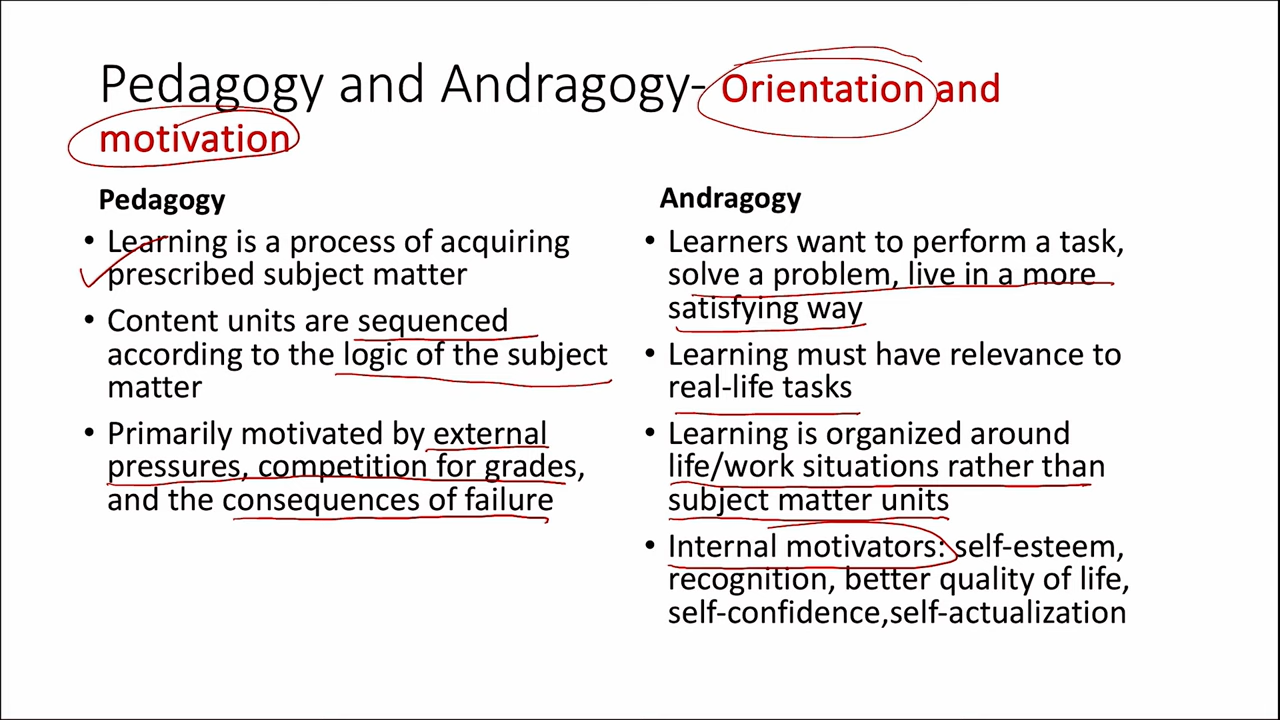 Pedagogy and Andragogy- Orientation and
motivation
Pedagogy
• Learning is a process of acquiring
prescribed subject matter
• Content units are sequenced
according to the logic of the subject
matter
• Primarily motivated by external
pressures, competition for grades,
and the consequences of failure
Andragogy
• Learners want to perform a task,
solve a problem, live in a more
satisfying way
• Learning must have relevance to
real-life tasks
• Learning is organized around
life/work situations rather than
subject matter units
• Internal motivators: self-esteem,
recognition, better quality of life,
self-confidence,self-actualization